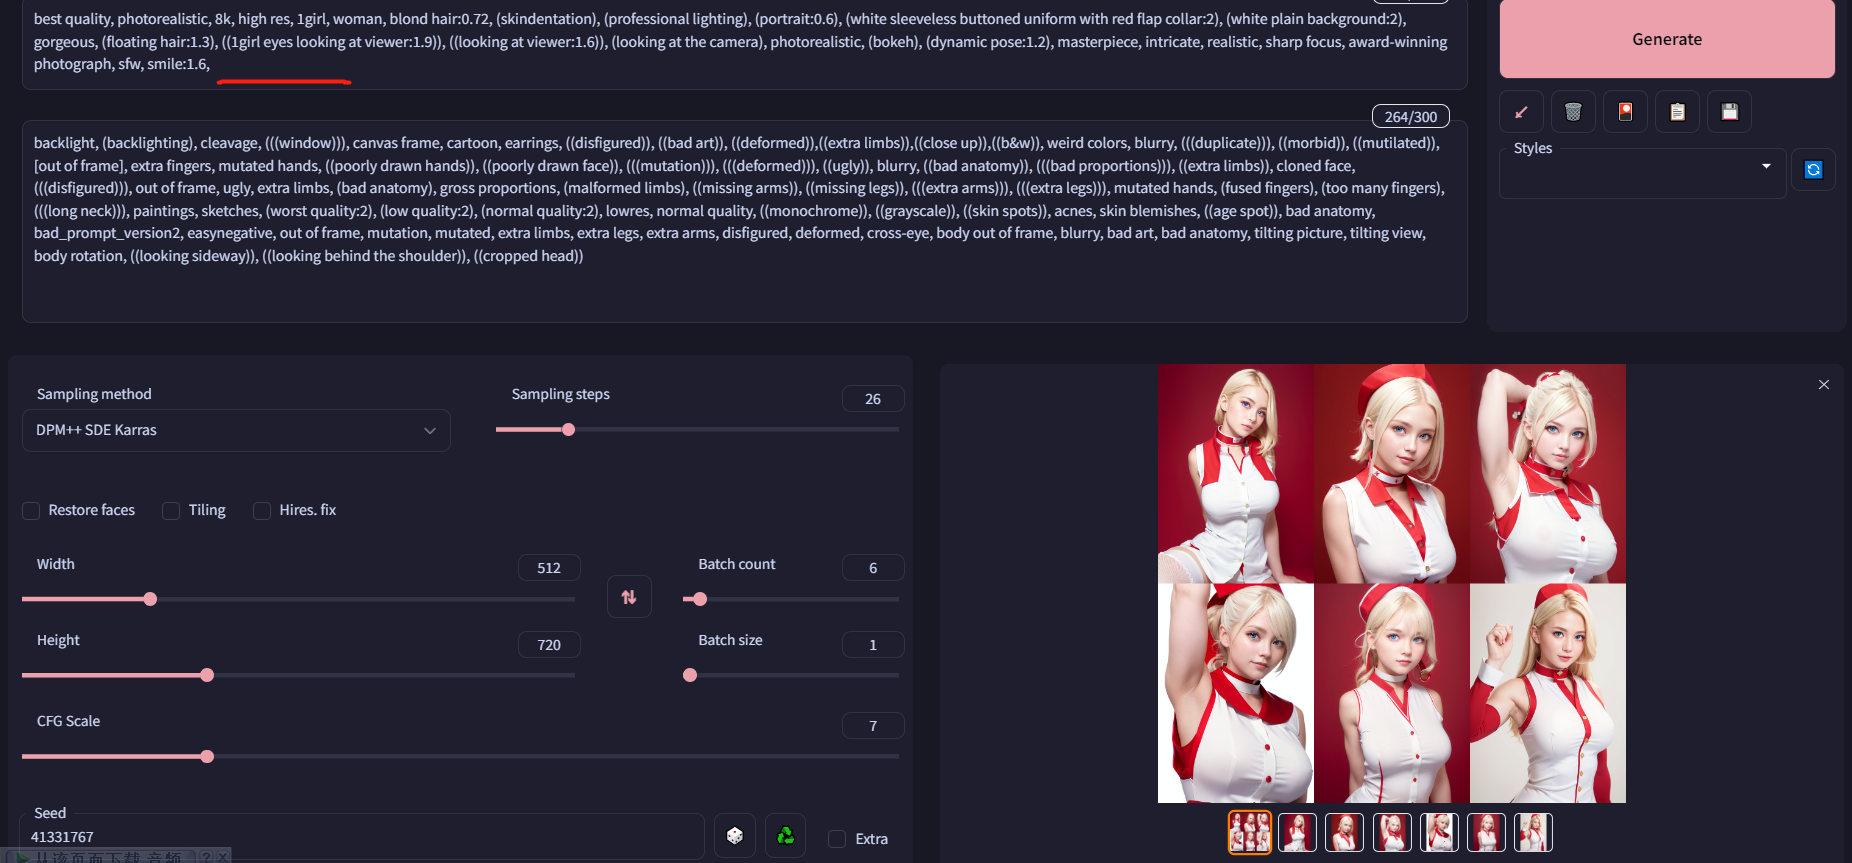 best quality, photorealistic, 8k, high res, 1girl, woman, blond hair:0.72, (skindentation), (professional lighting), (portrait:0.6), (white sleeveless buttoned uniform with red flap collar:2), (white plain background:2),
gorgeous, (floating hair:1.3), ((1girl eyes looking at viewer:1.9)), ((looking at viewer:1.6)), (looking at the camera), photorealistic, (bokeh), (dynamic pose:1.2), masterpiece, intricate, realistic, sharp focus, award-winning
photograph, sfw, smile:1.6,
Generate
264/300
backlight, (backlighting), cleavage, (((window))), canvas frame, cartoon, earrings, ((disfigured)), ((bad art)), ((deformed)),((extra limbs)),((close up)),((b&w)), weird colors, blurry, (((duplicate))), ((morbid)), ((mutilated)),
[out of frame], extra fingers, mutated hands, ((poorly drawn hands)), ((poorly drawn face)), (((mutation))), (((deformed))), ((ugly)), blurry, ((bad anatomy)), (((bad proportions))), ((extra limbs)), cloned face,
(((disfigured))), out of frame, ugly, extra limbs, (bad anatomy), gross proportions, (malformed limbs), ((missing arms)), ((missing legs)), (((extra arms))), (((extra legs))), mutated hands, (fused fingers), (too many fingers),
(((long neck))), paintings, sketches, (worst quality:2), (low quality:2), (normal quality:2), lowres, normal quality, ((monochrome)), ((grayscale)), ((skin spots)), acnes, skin blemishes, ((age spot)), bad anatomy,
bad_prompt_version2, easynegative, out of frame, mutation, mutated, extra limbs, extra legs, extra arms, disfigured, deformed, cross-eye, body out of frame, blurry, bad art, bad anatomy, tilting picture, tilting view,
body rotation, ((looking sideway)), ((looking behind the shoulder)), ((cropped head))
Styles
Sampling method
DPM++ SDE Karras
Sampling steps
26
Restore faces
Tiling
Hires. fix
Width
512
Batch count
6
Height
720
Batch size
1
CFG Scale
7
Seed
41331767
Extra
从该页面下载 音频 ? X